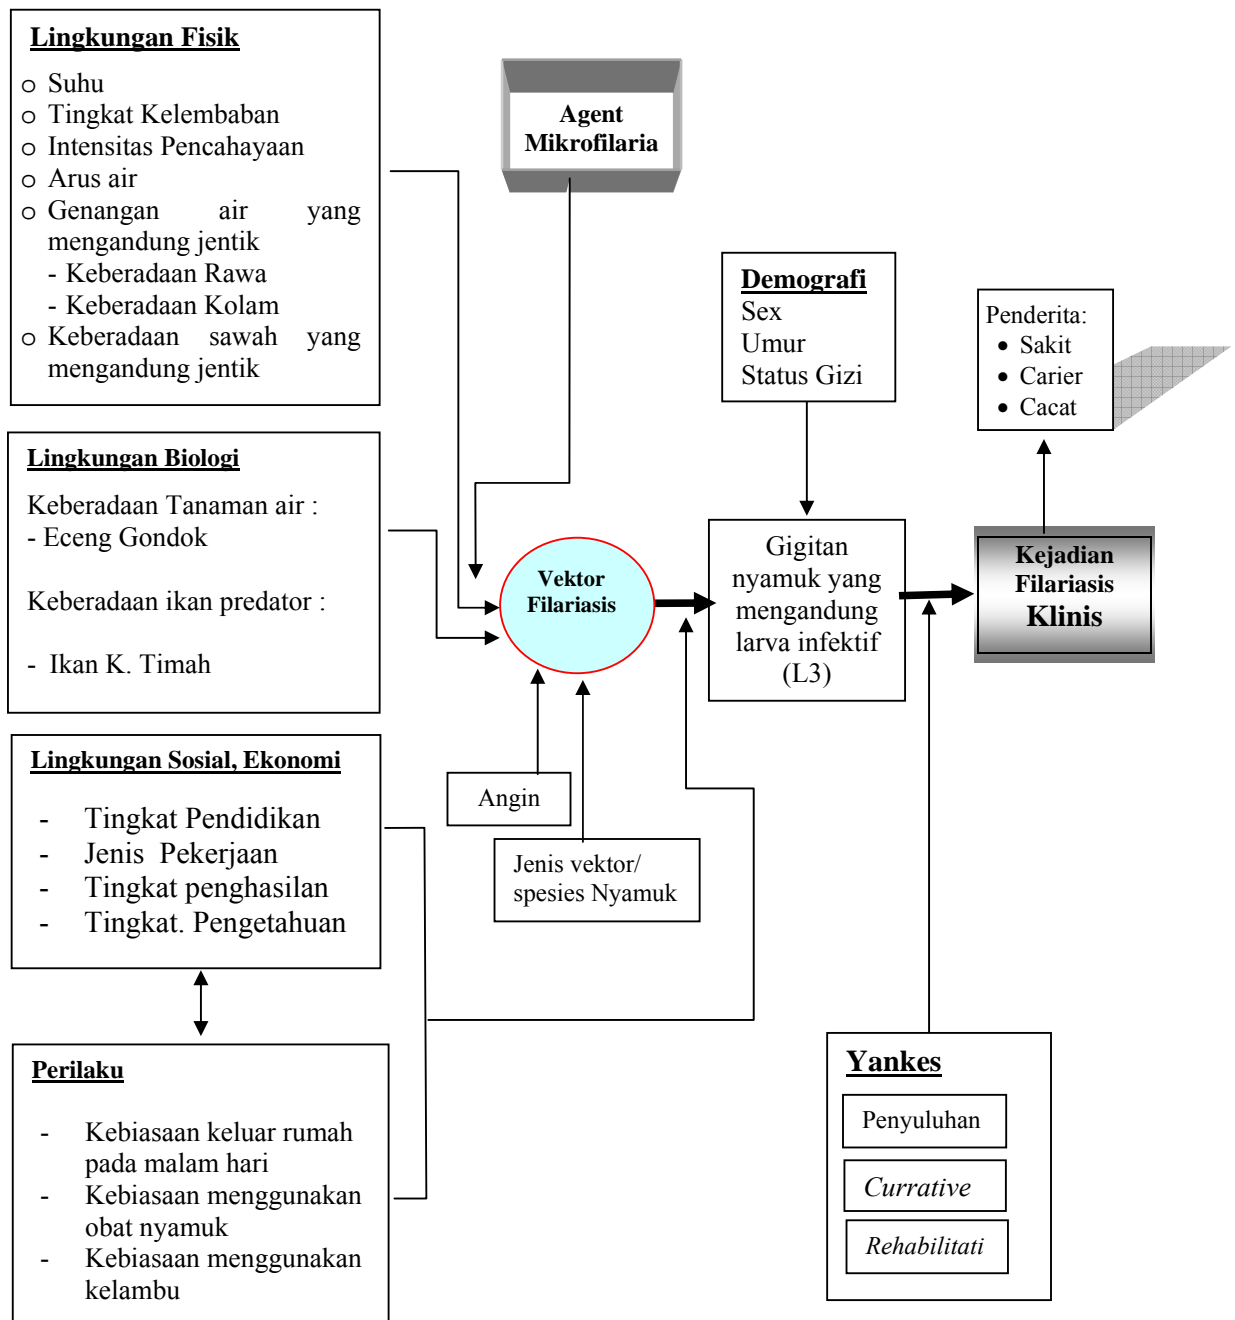 Lingkungan Fisik
o Suhu
o Tingkat Kelembaban
o Intensitas Pencahayaan
o Arus air
o Genangan air yang
mengandung jentik
- Keberadaan Rawa
- Keberadaan Kolam
o Keberadaan sawah yang
mengandung jentik
Agent
Mikrofilaria
Demografi
Sex
Umur
Status Gizi
Penderita:
• Sakit
• Carier
• Cacat
Lingkungan Biologi
Keberadaan Tanaman air :
- Eceng Gondok
Keberadaan ikan predator :
- Ikan K. Timah
Vektor
Filariasis
Gigitan
nyamuk yang
mengandung
larva infektif
(L3)
Kejadian
Filariasis
Klinis
Lingkungan Sosial, Ekonomi
- Tingkat Pendidikan
- Jenis Pekerjaan
- Tingkat penghasilan
- Tingkat. Pengetahuan
Angin
Jenis vektor/
spesies Nyamuk
Perilaku
- Kebiasaan keluar rumah
pada malam hari
- Kebiasaan menggunakan
obat nyamuk
- Kebiasaan menggunakan
kelambu
Yankes
Penyuluhan
Currative
Rehabilitati